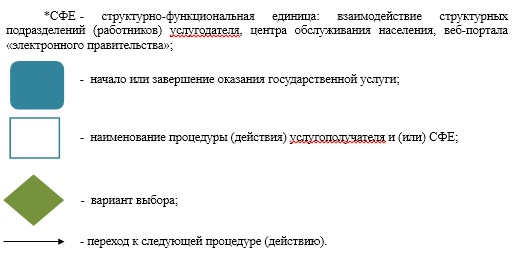 *СФЕ - структурно-функциональная единица: взаимодействие структурных
подразделений (работников) услугодателя, центра обслуживания населения, веб-портала
«электронного правительства»;
- начало или завершение оказания государственной услуги;
- наименование процедуры (действия) услугополучателя и (или) СФЕ;
- вариант выбора;
- переход к следующей процедуре (действию).